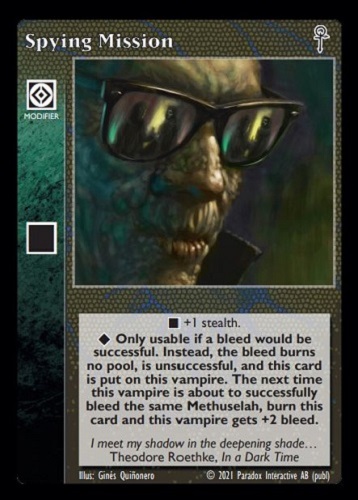 Spying Mission
MODIFIER
+1 stealth.
Only usable if a bleed would be
successful. Instead, the bleed burns
no pool, is unsuccessful, and this card
is put on this vampire. The next time
this vampire is about to successfully
bleed the same Methuselah, burn this
card and this vampire gets +2 bleed.
I meet my shadow in the deepening shade…
Theodore Roethke, In a Dark Time
Illus: Ginés Quiñonero © 2021 Paradox Interactive AB (publ)